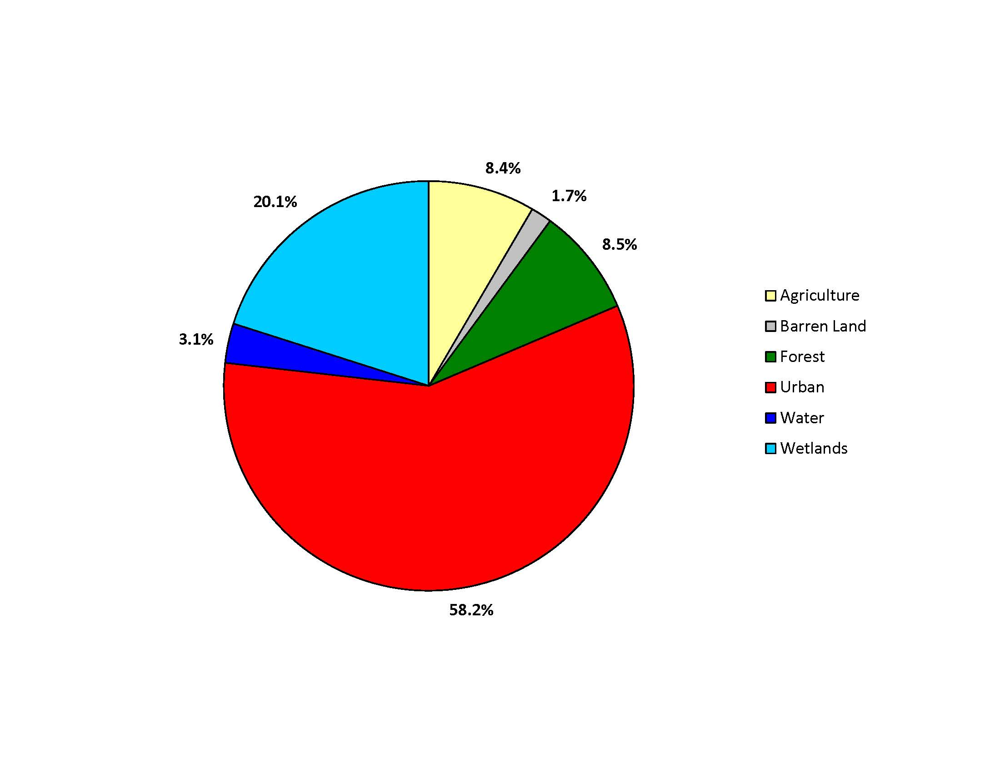 8.4%
1.7%
20.1%
8.5%
3.1%
58.2%
Agriculture
Barren Land
Forest
Urban
Water
Wetlands